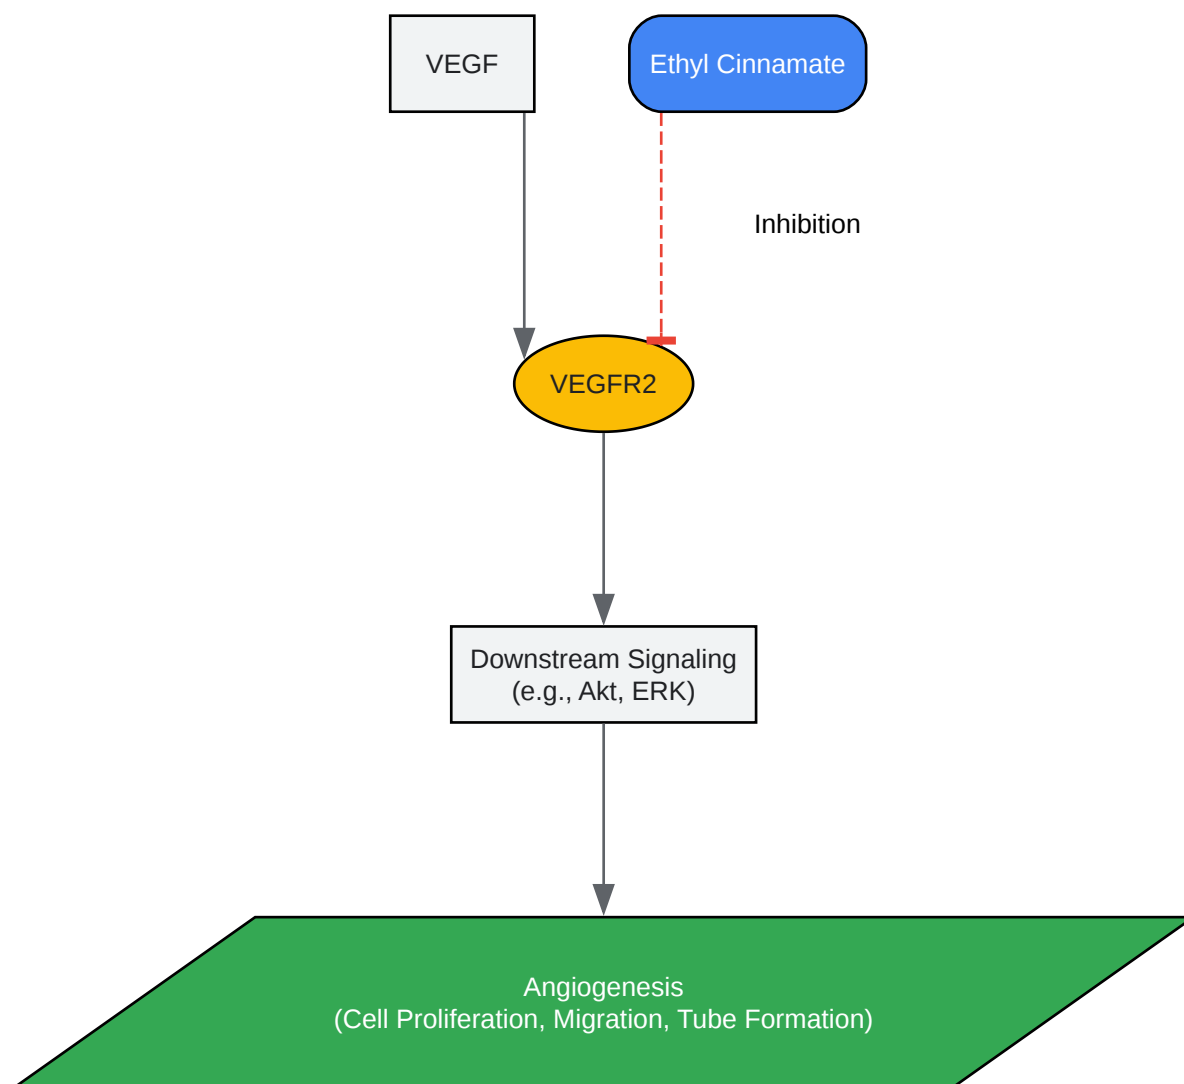 VEGF
Ethyl Cinnamate
Inhibition
VEGFR2
Downstream Signaling
(e.g., Akt, ERK)
Angiogenesis
(Cell Proliferation, Migration, Tube Formation)